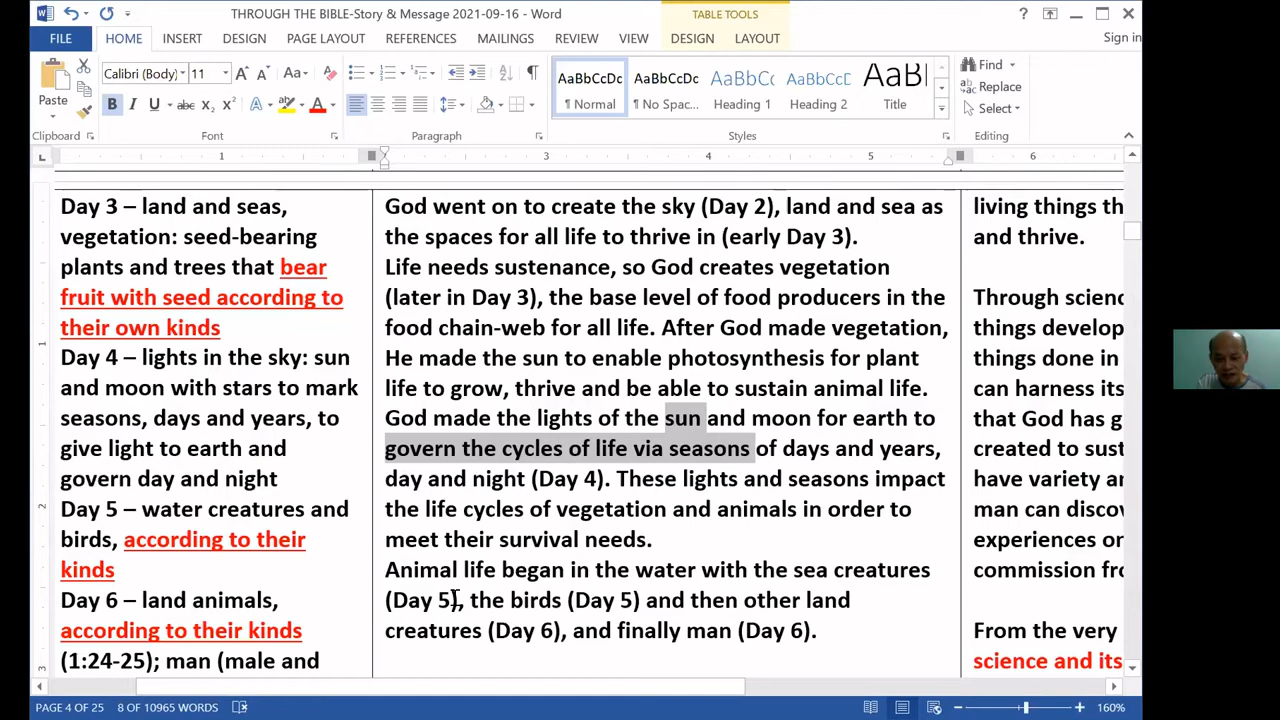 THROUGH THE BIBLE-Story & Message 2021-09-16 - Word
TABLE TOOLS
?
FILE
HOME
INSERT
DESIGN
PAGE LAYOUT
REFERENCES
MAILINGS
REVIEW
VIEW
DESIGN
LAYOUT
Sign in
Paste
Clipboard
Calibri (Body)
11
A
A
Aa
B
I
U
abc
X2
X2
A
A
Font
Paragraph
AaBbCcDc
¶ Normal
AaBbCcDc
¶ No Spac...
AaBbCc
Heading 1
AaBbCcC
Heading 2
AaB
Title
Styles
Find
Replace
Select
Editing
L
1
3
4
5
6
1
2
3
Day 3 – land and seas,
vegetation: seed-bearing
plants and trees that bear
fruit with seed according to
their own kinds
Day 4 – lights in the sky: sun
and moon with stars to mark
seasons, days and years, to
give light to earth and
govern day and night
Day 5 – water creatures and
birds, according to their
kinds
Day 6 – land animals,
according to their kinds
(1:24-25); man (male and
God went on to create the sky (Day 2), land and sea as
the spaces for all life to thrive in (early Day 3).
Life needs sustenance, so God creates vegetation
(later in Day 3), the base level of food producers in the
food chain-web for all life. After God made vegetation,
He made the sun to enable photosynthesis for plant
life to grow, thrive and be able to sustain animal life.
God made the lights of the sun and moon for earth to
govern the cycles of life via seasons of days and years,
day and night (Day 4). These lights and seasons impact
the life cycles of vegetation and animals in order to
meet their survival needs.
Animal life began in the water with the sea creatures
(Day 5), the birds (Day 5) and then other land
creatures (Day 6), and finally man (Day 6).
living things th
and thrive.
Through scienc
things develop
things done in
can harness its
that God has g
created to sust
have variety an
man can discov
experiences or
commission fro
From the very
science and its
PAGE 4 OF 25
8 OF 10965 WORDS
160%